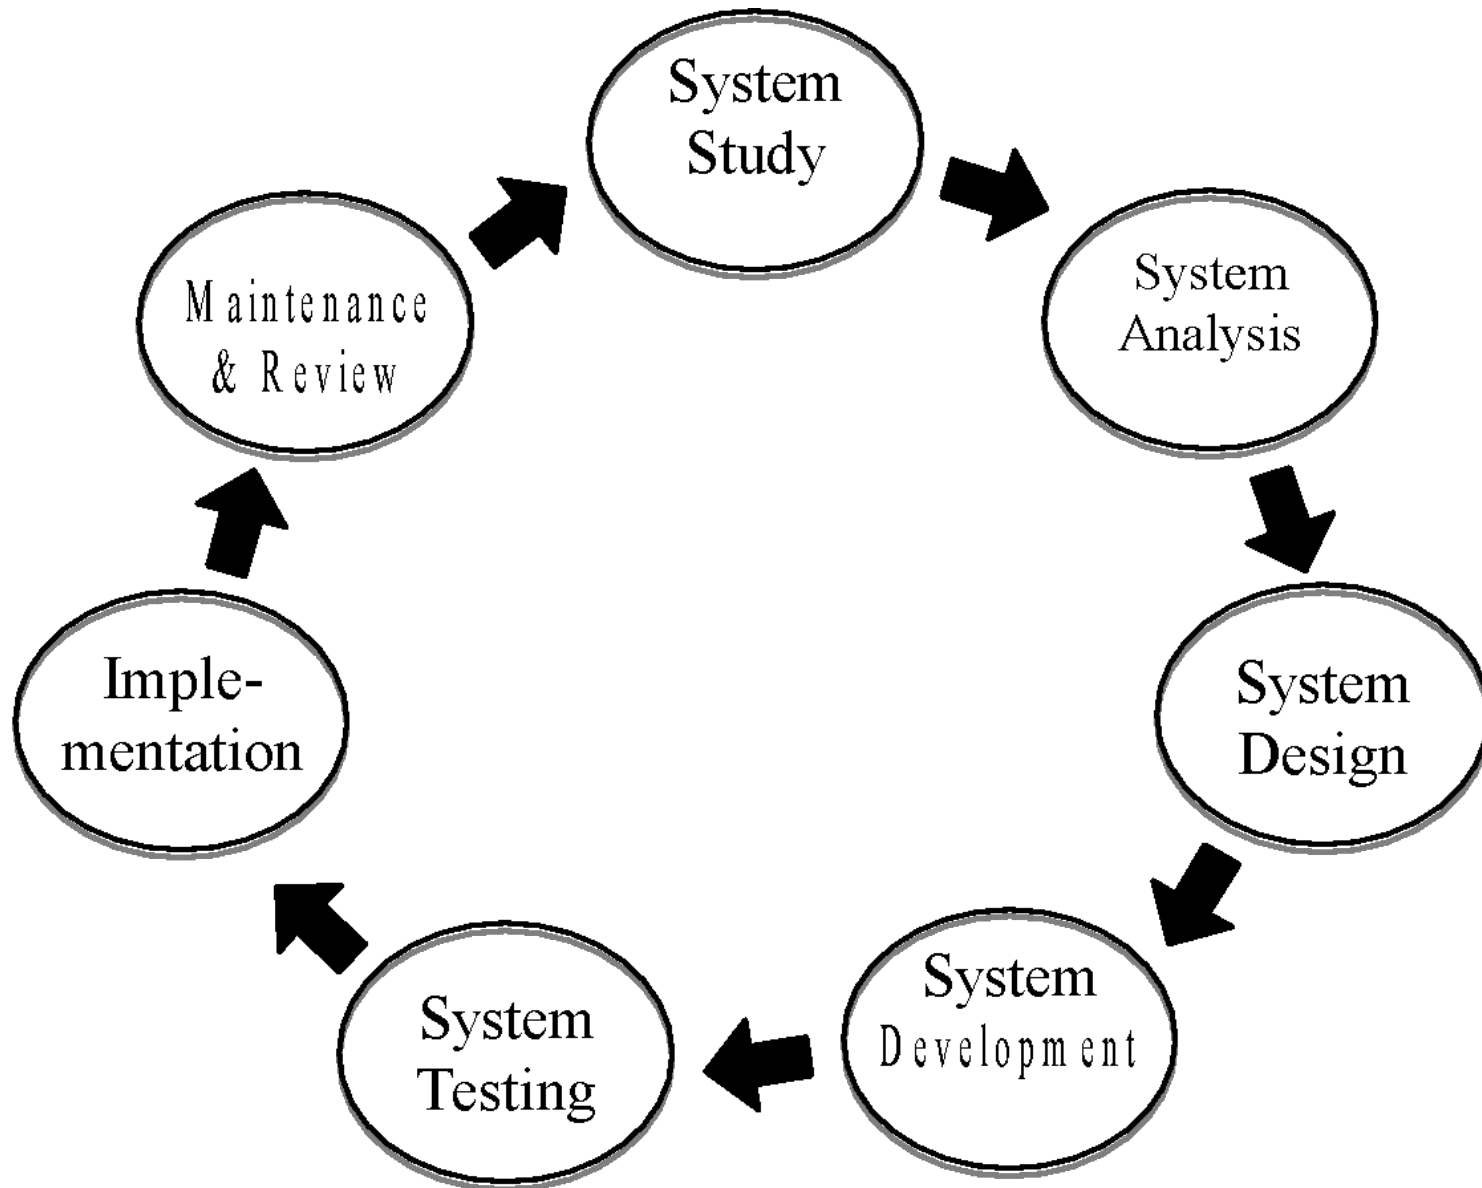 System
Study
System
Analysis
System
Design
System
Development
System
Testing
Imple-
mentation
Maintenance
& Review